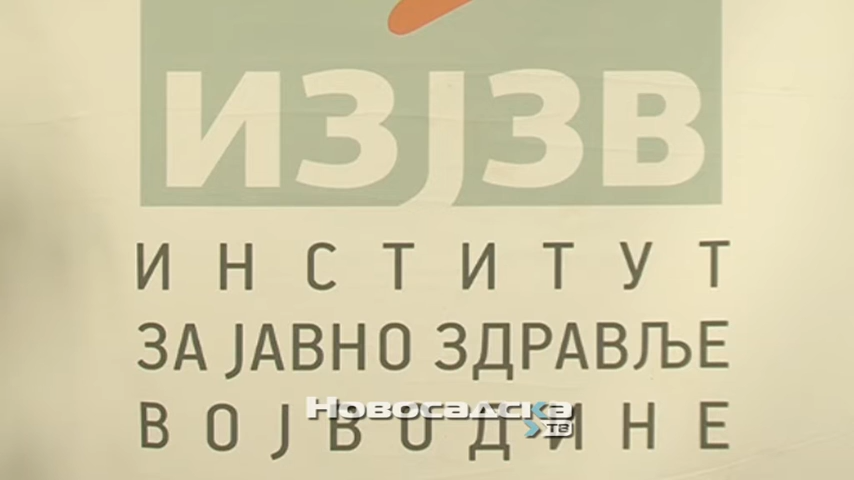 ИЗЈЗВ
ИНСТИТУТ
ЗА ЈАВНО ЗДРАВЉЕ
ВОЈВОДИНЕ
Новосадска
ТВ